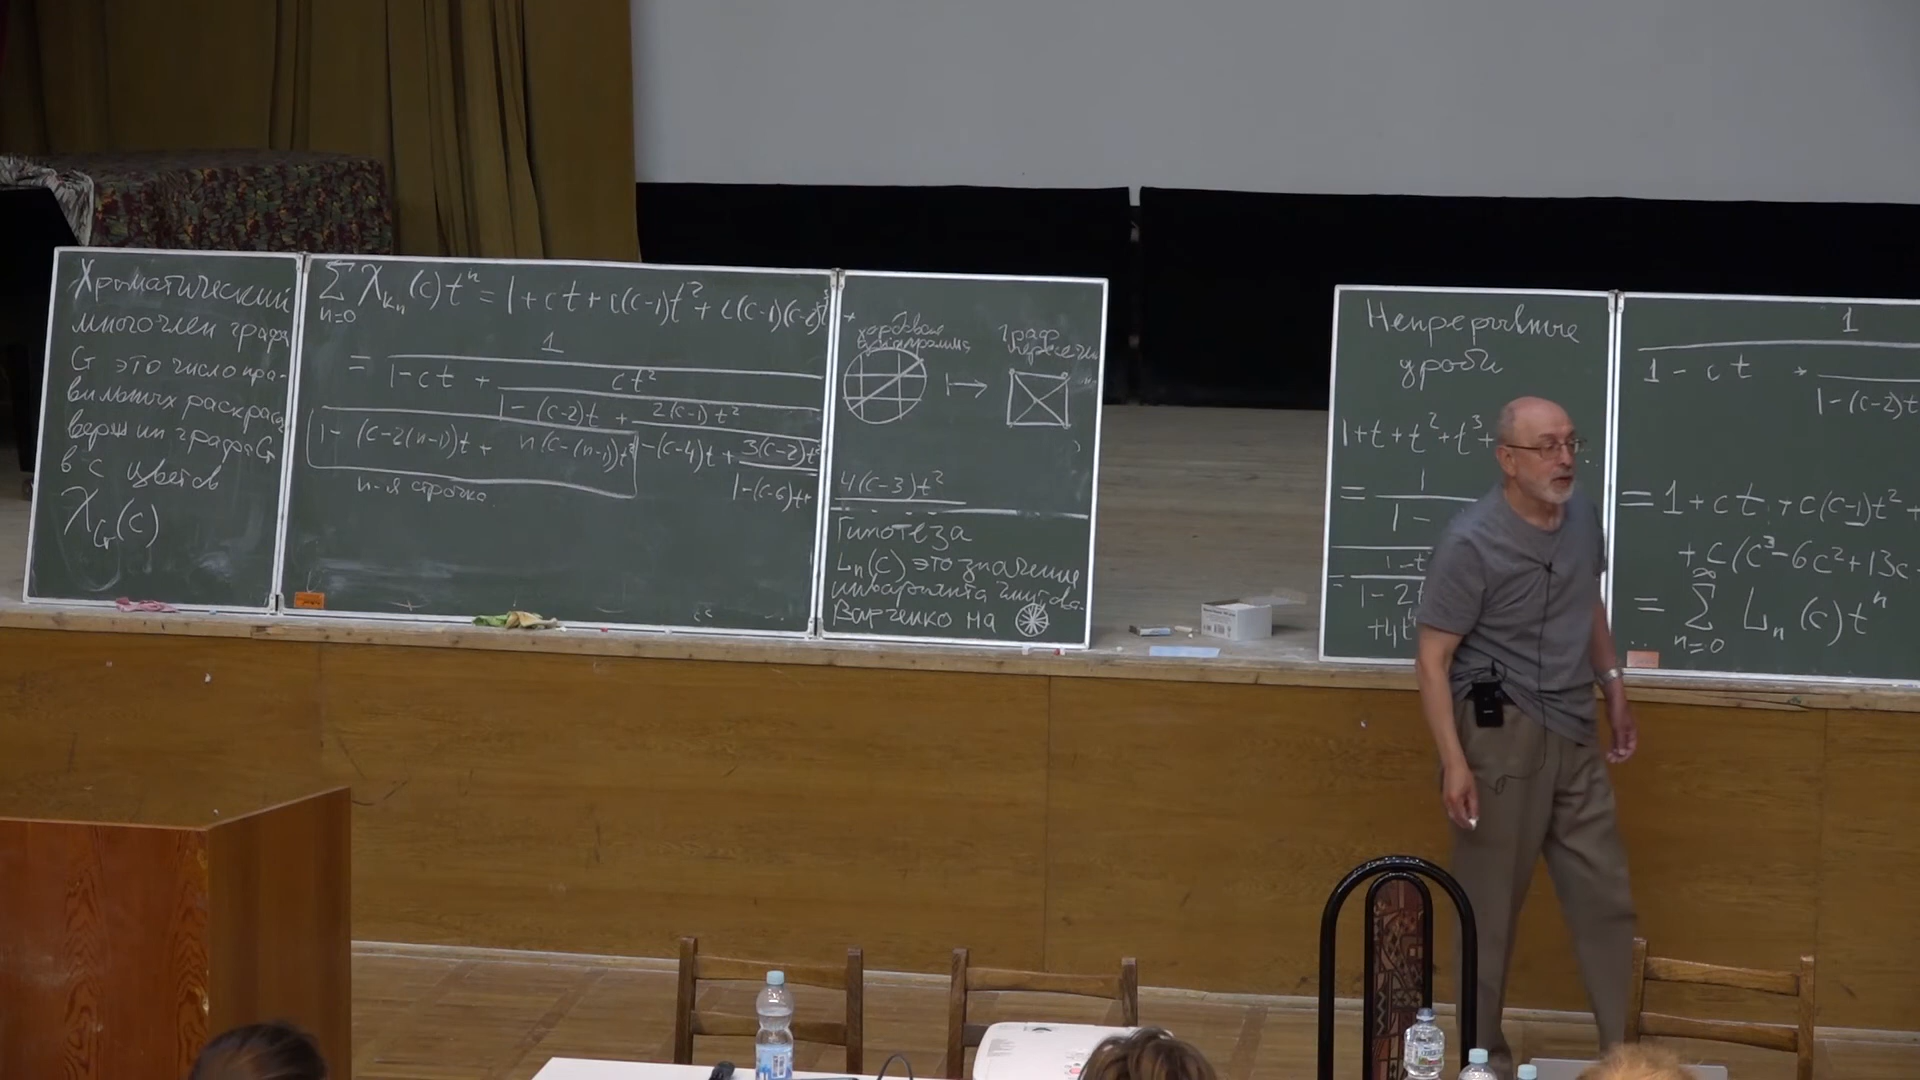 Хроматический
многочлен графа
G это число пра-
вильных раскрасок
вершин графа G
в c цветов
χ_G(c)
∑_{n=0} χ_{K_n}(c) t^n = 1 + ct + c(c-1)t^2 + c(c-1)(c-2)t^3 +
= 1
1 - ct + ct^2
1 - (c-2)t + 2(c-1)t^2
1 - (c-2(n-1))t + n(c-(n-1))t^2
-(c-4)t + 3(c-2)t^2
n-я строчка
1-(c-6)t+
4(c-3)t^2
хордовые
диаграммы
граф
пересечен
Гипотеза
L_n(c) это значение
инварианта Чмутова-
Варченко на
Непрерывные
дроби
1+t+t^2+t^3+
= 1
1 -
1-t
= 1-2t
+4t
1
1 - ct +
1-(c-2)t
= 1 + ct + c(c-1)t^2 +
+ c(c^3-6c^2+13c-
= ∑_{n=0}^∞ L_n(c) t^n